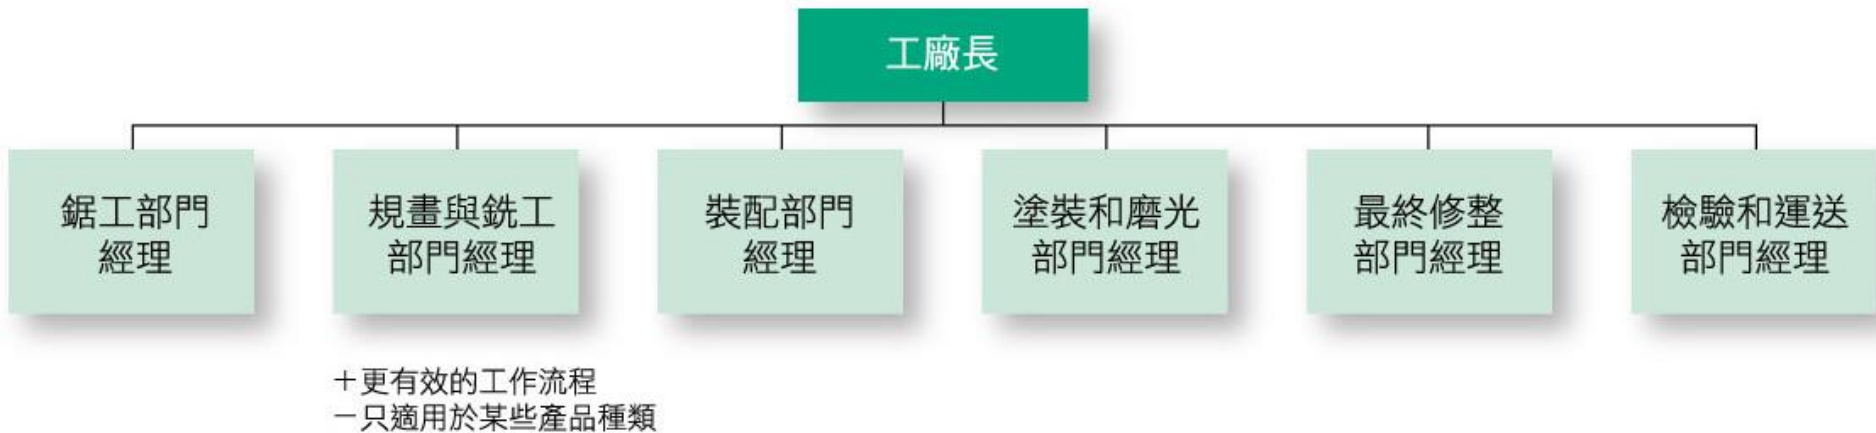 工廠長
鋸工部門
經理
規畫與銑工
部門經理
裝配部門
經理
塗裝和磨光
部門經理
最終修整
部門經理
檢驗和運送
部門經理
＋更有效的工作流程
－只適用於某些產品種類